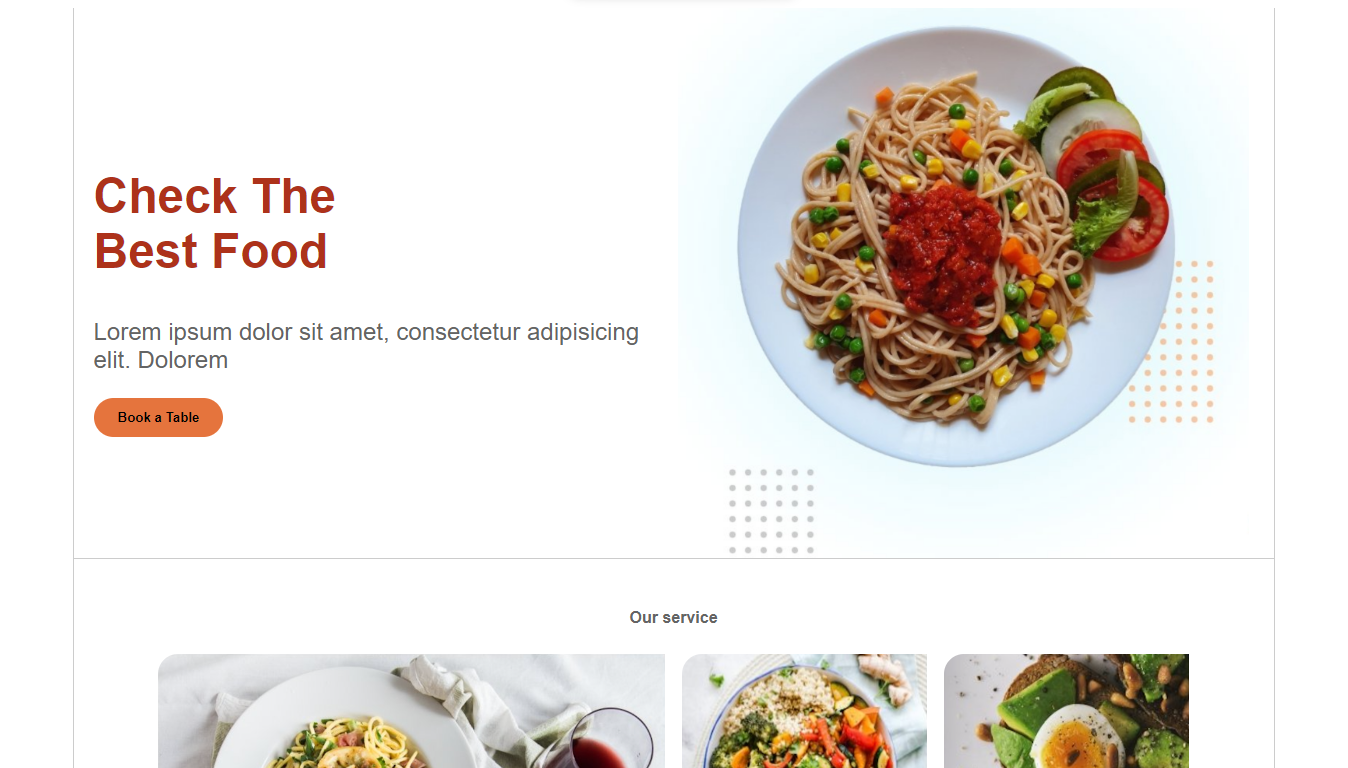 Check The
Best Food
Lorem ipsum dolor sit amet, consectetur adipisicing
elit. Dolorem
Book a Table
Our service